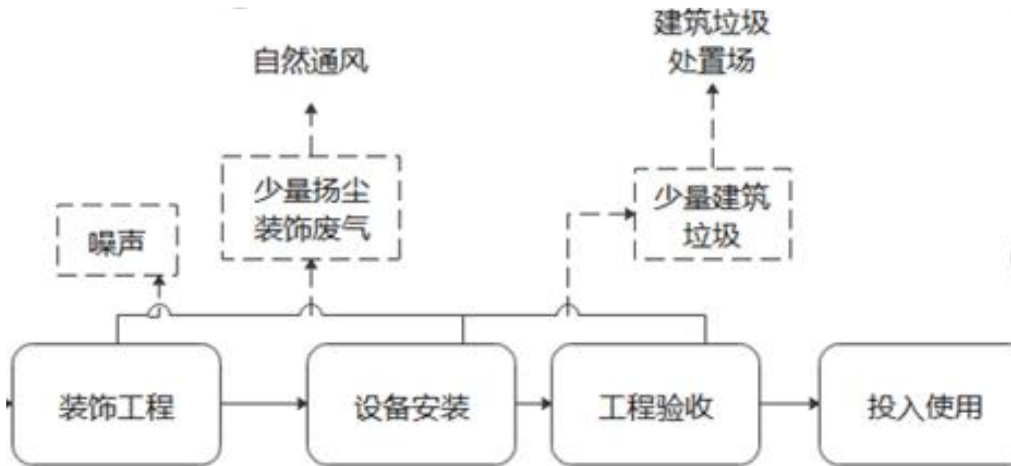 自然通风
建筑垃圾
处置场
少量扬尘
装饰废气
少量建筑
垃圾
噪声
装饰工程
设备安装
工程验收
投入使用